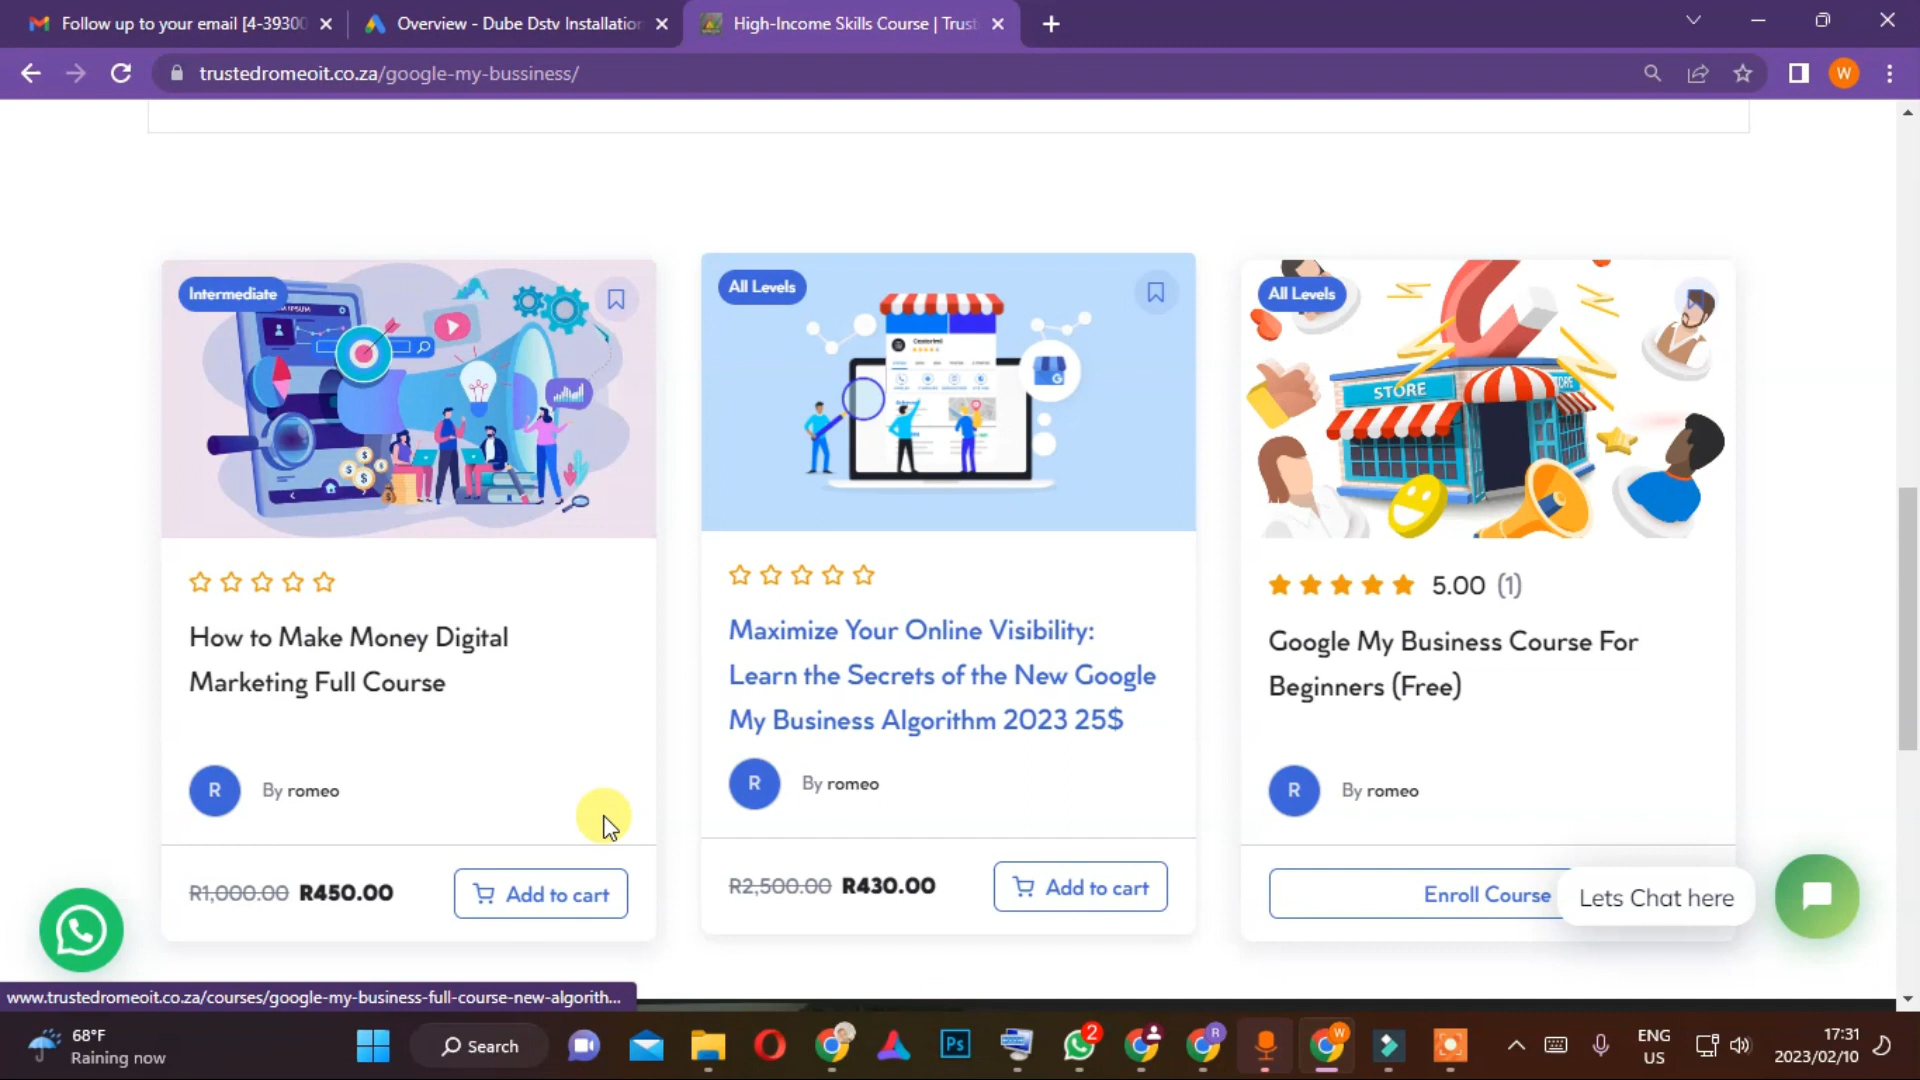 Follow up to your email [4-39300
Overview - Dube Dstv Installation
High-Income Skills Course | Trust
trustedromeoit.co.za/google-my-bussiness/
W
Intermediate
All Levels
All Levels
STORE
5.00 (1)
How to Make Money Digital
Marketing Full Course
Maximize Your Online Visibility:
Learn the Secrets of the New Google
My Business Algorithm 2023 25$
Google My Business Course For
Beginners (Free)
R By romeo
R By romeo
R By romeo
R1,000.00 R450.00 Add to cart
R2,500.00 R430.00 Add to cart
Enroll Course
Lets Chat here
www.trustedromeoit.co.za/courses/google-my-business-full-course-new-algorith...
68°F
Raining now
Search
Ps
2
R
W
ENG
US
17:31
2023/02/10